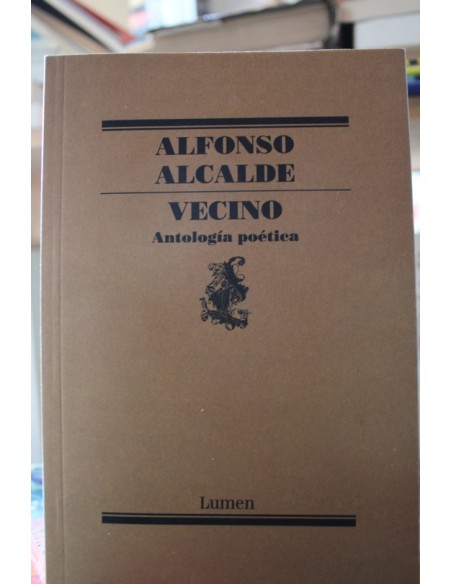 ALFONSO
ALCALDE
VECINO
Antología poética
Lumen